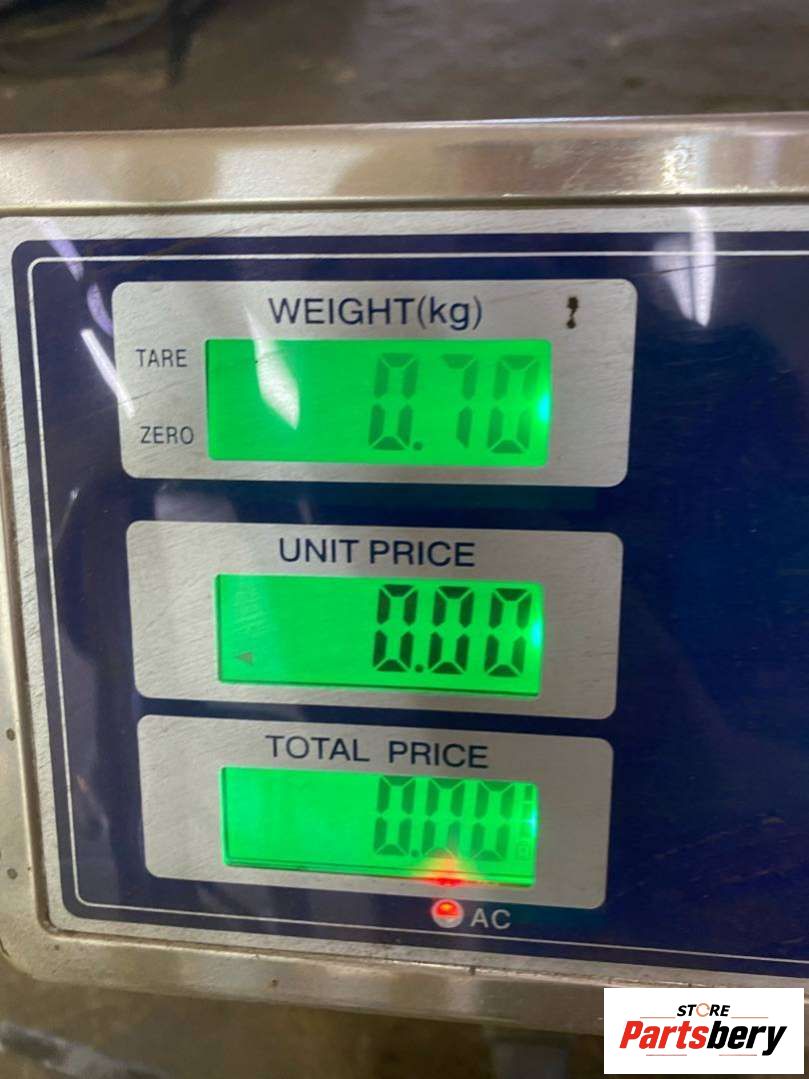 WEIGHT(kg)
TARE
0.70
ZERO
UNIT PRICE
0.00
TOTAL PRICE
0.00
AC
STORE
Partsbery